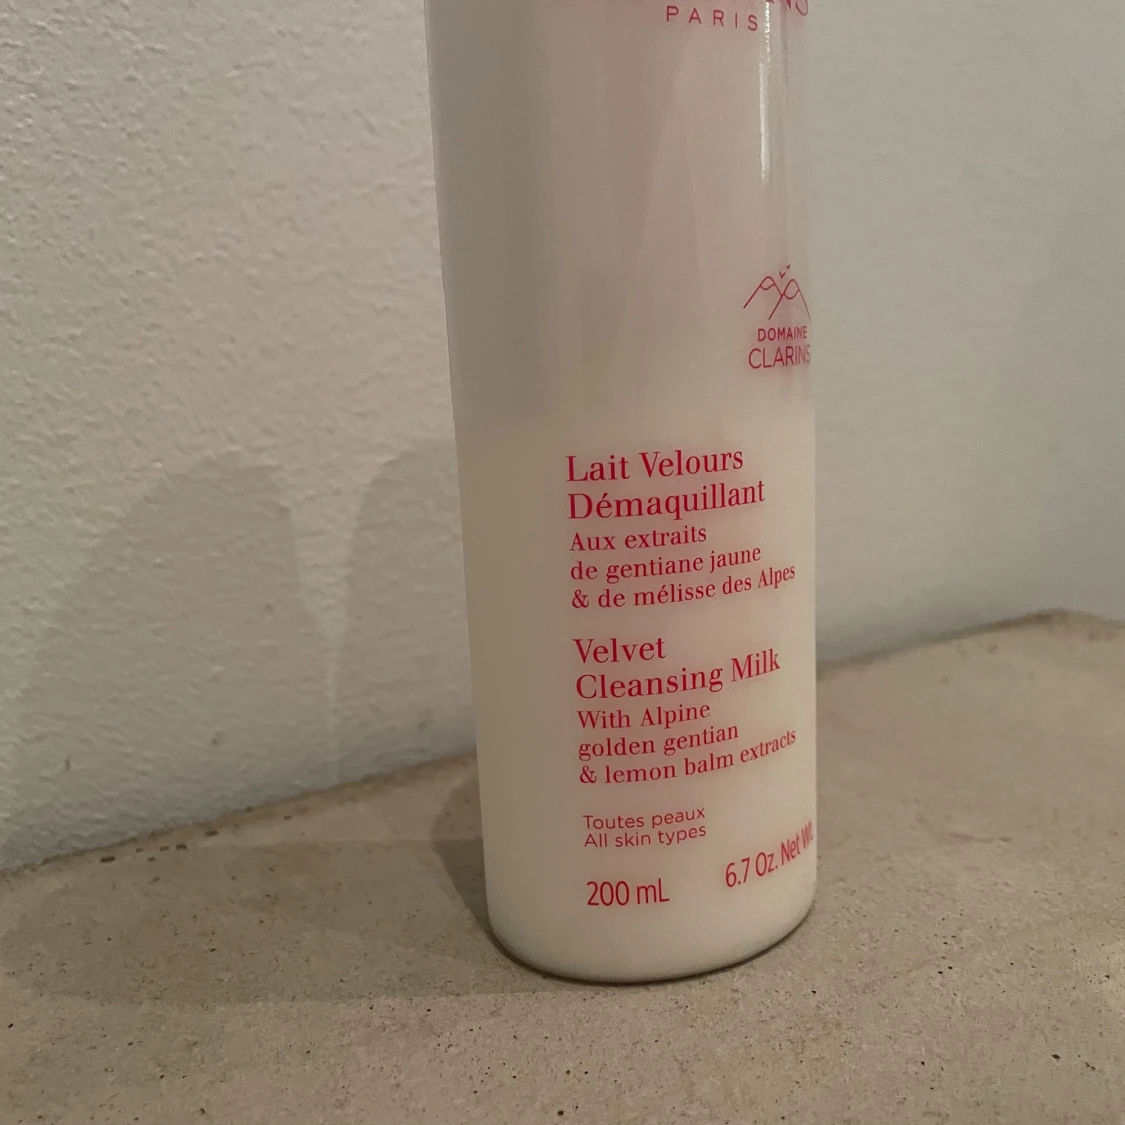 PARIS
DOMAINE
CLARINS
Lait Velours
Démaquillant
Aux extraits
de gentiane jaune
& de mélisse des Alpes
Velvet
Cleansing Milk
With Alpine
golden gentian
& lemon balm extracts
Toutes peaux
All skin types
200 mL
6.7 Oz. Net Wt.